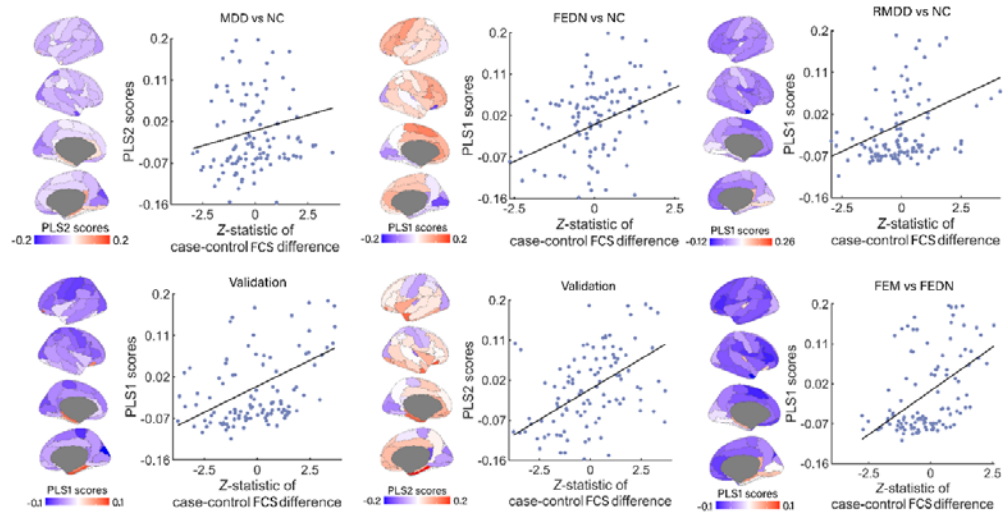 MDD vs NC
0.2
0.11
0.02
-0.07
-0.16
PLS2 scores
-2.5 0 2.5
Z-statistic of
case-control FCS difference
PLS2 scores
-0.2 0.2
FEDN vs NC
0.2
0.11
0.02
-0.07
-0.16
PLS1 scores
-2.5 0 2.5
Z-statistic of
case-control FCS difference
PLS1 scores
-0.2 0.2
RMDD vs NC
0.2
0.11
0.02
-0.07
-0.16
PLS1 scores
-2.5 0 2.5
Z-statistic of
case-control FCS difference
PLS1 scores
-0.12 0.26
Validation
0.2
0.11
0.02
-0.07
-0.16
PLS1 scores
-2.5 0 2.5
Z-statistic of
case-control FCS difference
PLS1 scores
-0.1 0.1
Validation
0.2
0.11
0.02
-0.07
-0.16
PLS2 scores
-2.5 0 2.5
Z-statistic of
case-control FCS difference
PLS2 scores
-0.2 0.2
FEM vs FEDN
0.2
0.11
0.02
-0.07
-0.16
PLS1 scores
-2.5 0 2.5
Z-statistic of
case-control FCS difference
PLS1 scores
-0.1 0.1